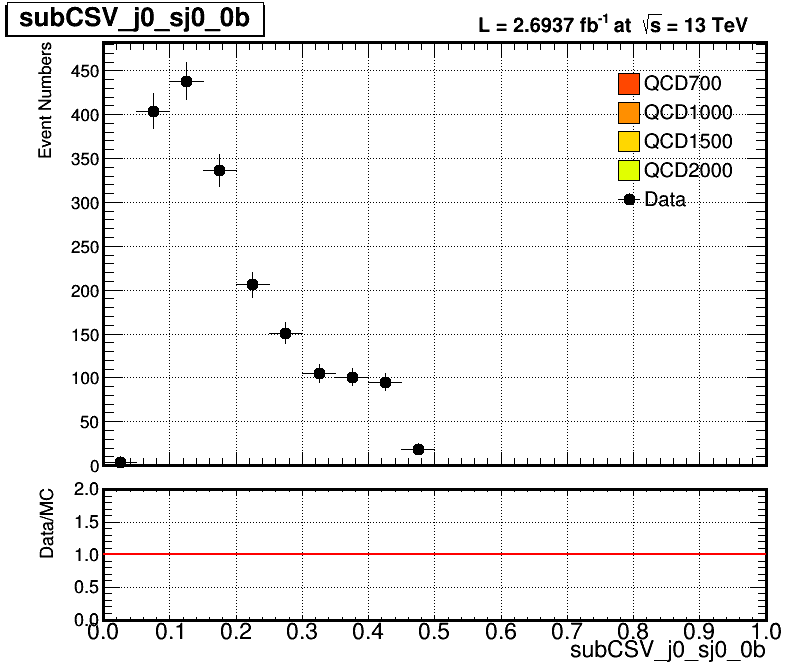 subCSV_j0_sj0_0b
L = 2.6937 fb⁻¹ at √s = 13 TeV
Event Numbers
450
400
350
300
250
200
150
100
50
0
QCD700
QCD1000
QCD1500
QCD2000
Data
Data/MC
2.0
1.5
1.0
0.5
0.0
0.0 0.1 0.2 0.3 0.4 0.5 0.6 0.7 0.8 0.9 1.0
subCSV_j0_sj0_0b